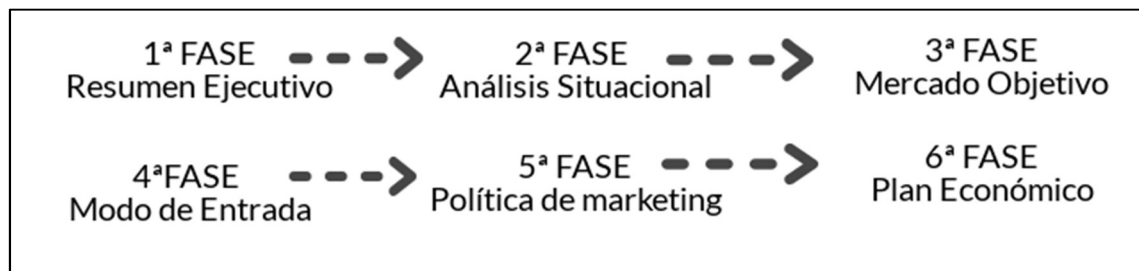 1ª FASE
Resumen Ejecutivo
2ª FASE
Análisis Situacional
3ª FASE
Mercado Objetivo
4ªFASE
Modo de Entrada
5ª FASE
Política de marketing
6ª FASE
Plan Económico